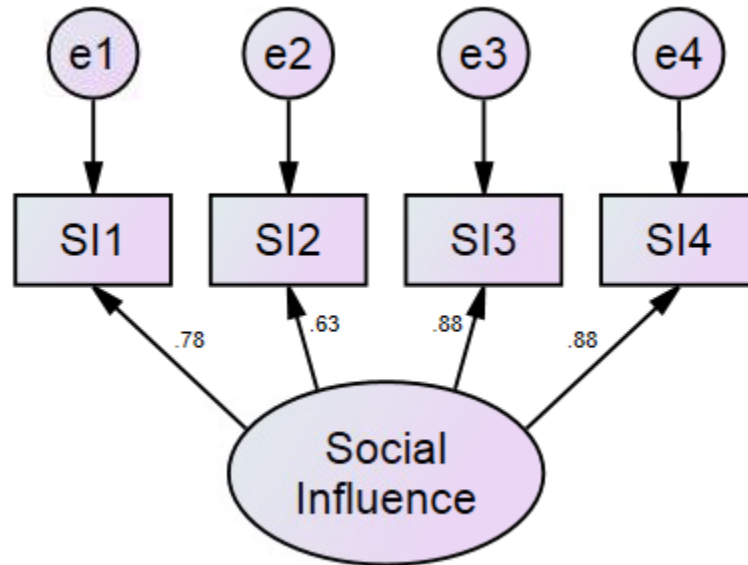 e1 e2 e3 e4
SI1 SI2 SI3 SI4
.78 .63 .88 .88
Social
Influence